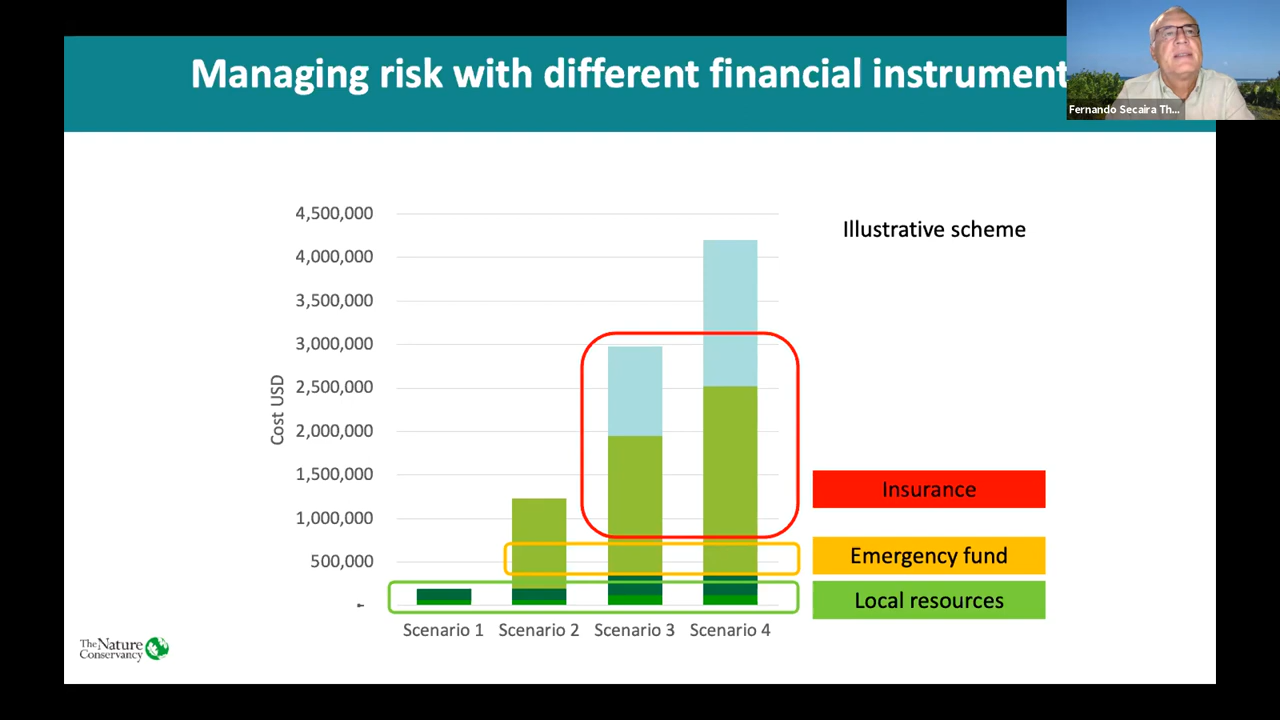 Managing risk with different financial instrument
Fernando Secaira Th...
Illustrative scheme
4,500,000
4,000,000
3,500,000
3,000,000
2,500,000
2,000,000
1,500,000
1,000,000
500,000
-
Cost USD
Scenario 1
Scenario 2
Scenario 3
Scenario 4
Insurance
Emergency fund
Local resources
The Nature
Conservancy